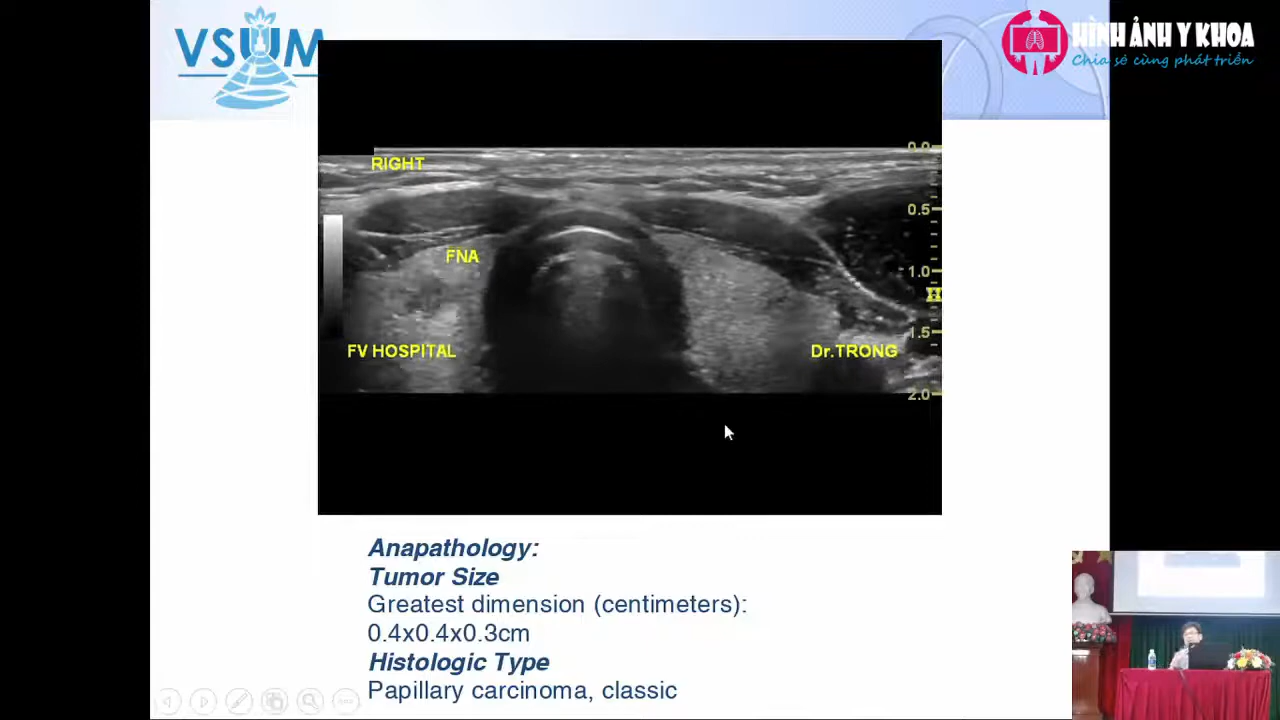 VSUM
HÌNH ẢNH Y KHOA
Chia sẻ cùng phát triển
0.0
RIGHT
0.5
FNA
1.0
H
1.5
FV HOSPITAL
Dr.TRONG
2.0
Anapathology:
Tumor Size
Greatest dimension (centimeters):
0.4x0.4x0.3cm
Histologic Type
Papillary carcinoma, classic